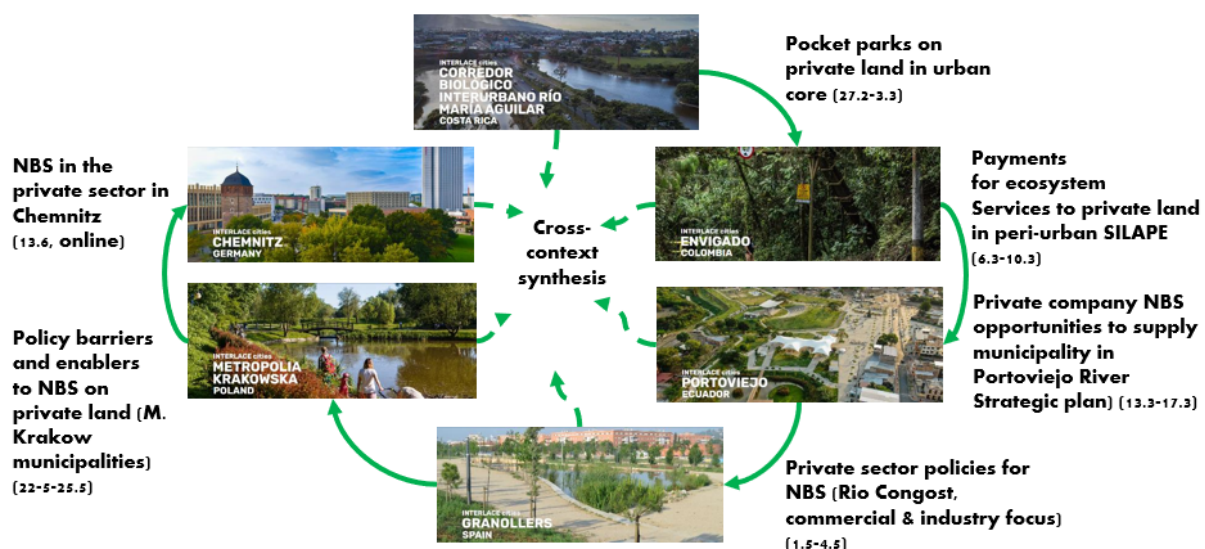 INTERLACE cities
CORREDOR
BIOLÓGICO
INTERURBANO RÍO
MARÍA AGUILAR
COSTA RICA
Pocket parks on
private land in urban
core (27.2-3.3)
NBS in the
private sector in
Chemnitz
(13.6, online)
INTERLACE cities
CHEMNITZ
GERMANY
Cross-
context
synthesis
INTERLACE cities
ENVIGADO
COLOMBIA
Payments
for ecosystem
Services to private land
in peri-urban SILAPE
(6.3-10.3)
Policy barriers
and enablers
to NBS on
private land (M.
Krakow
municipalities)
(22-5-25.5)
INTERLACE cities
METROPOLIA
KRAKOWSKA
POLAND
INTERLACE cities
PORTOVIEJO
ECUADOR
Private company NBS
opportunities to supply
municipality in
Portoviejo River
Strategic plan) (13.3-17.3)
INTERLACE cities
GRANOLLERS
SPAIN
Private sector policies for
NBS (Rio Congost,
commercial & industry focus)
(1.5-4.5)